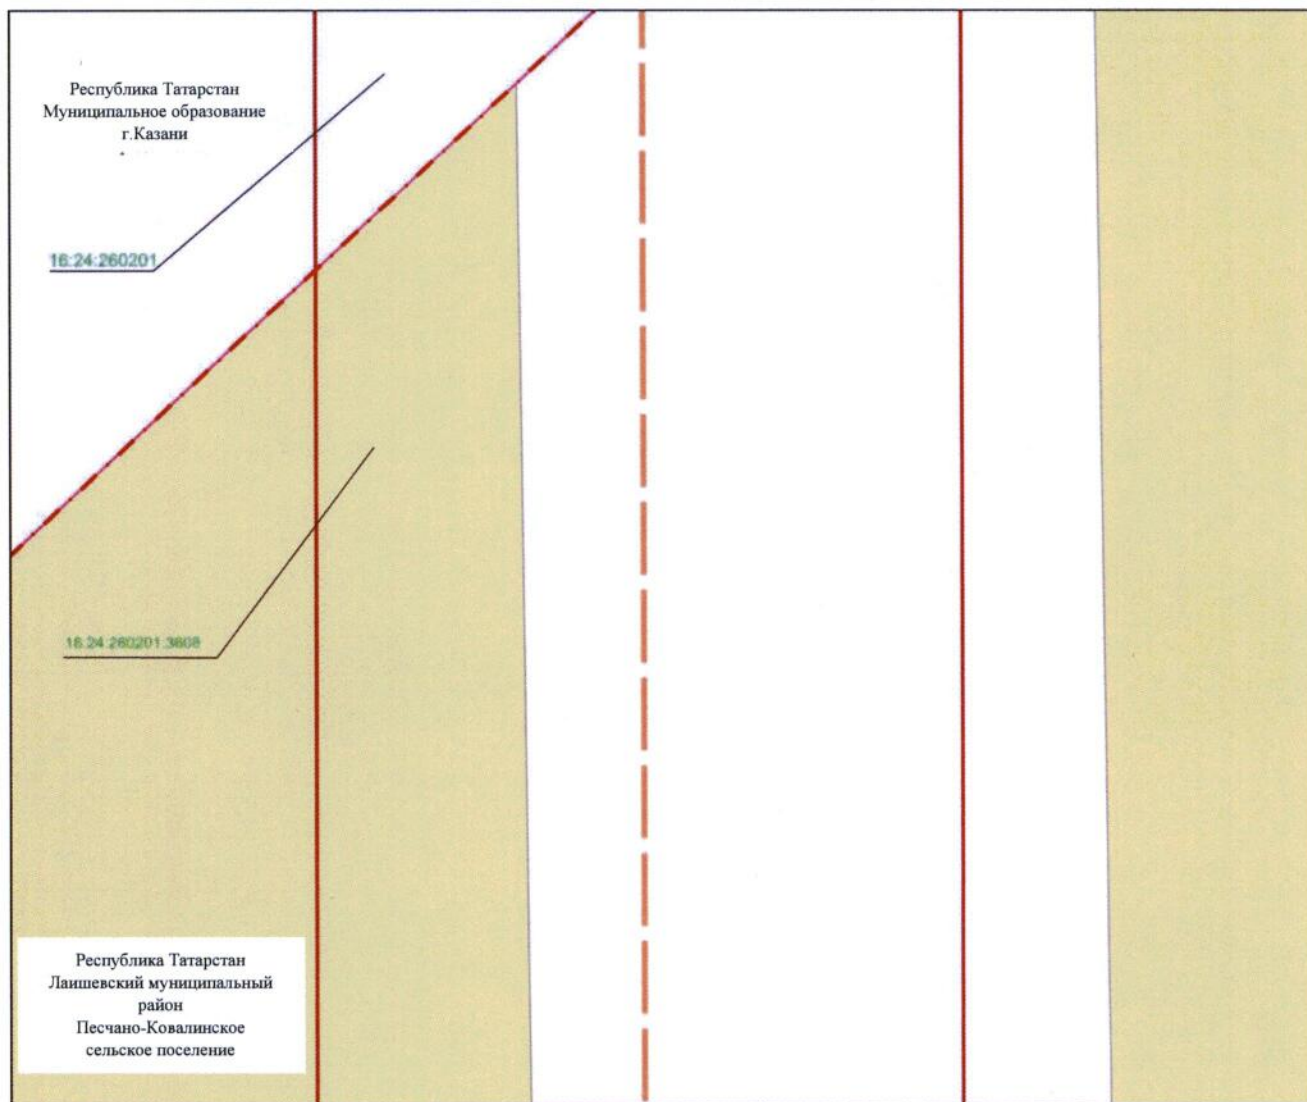 Республика Татарстан
Муниципальное образование
г.Казани
16:24:260201
16:24:260201:3608
Республика Татарстан
Лаишевский муниципальный
район
Песчано-Ковалинское
сельское поселение